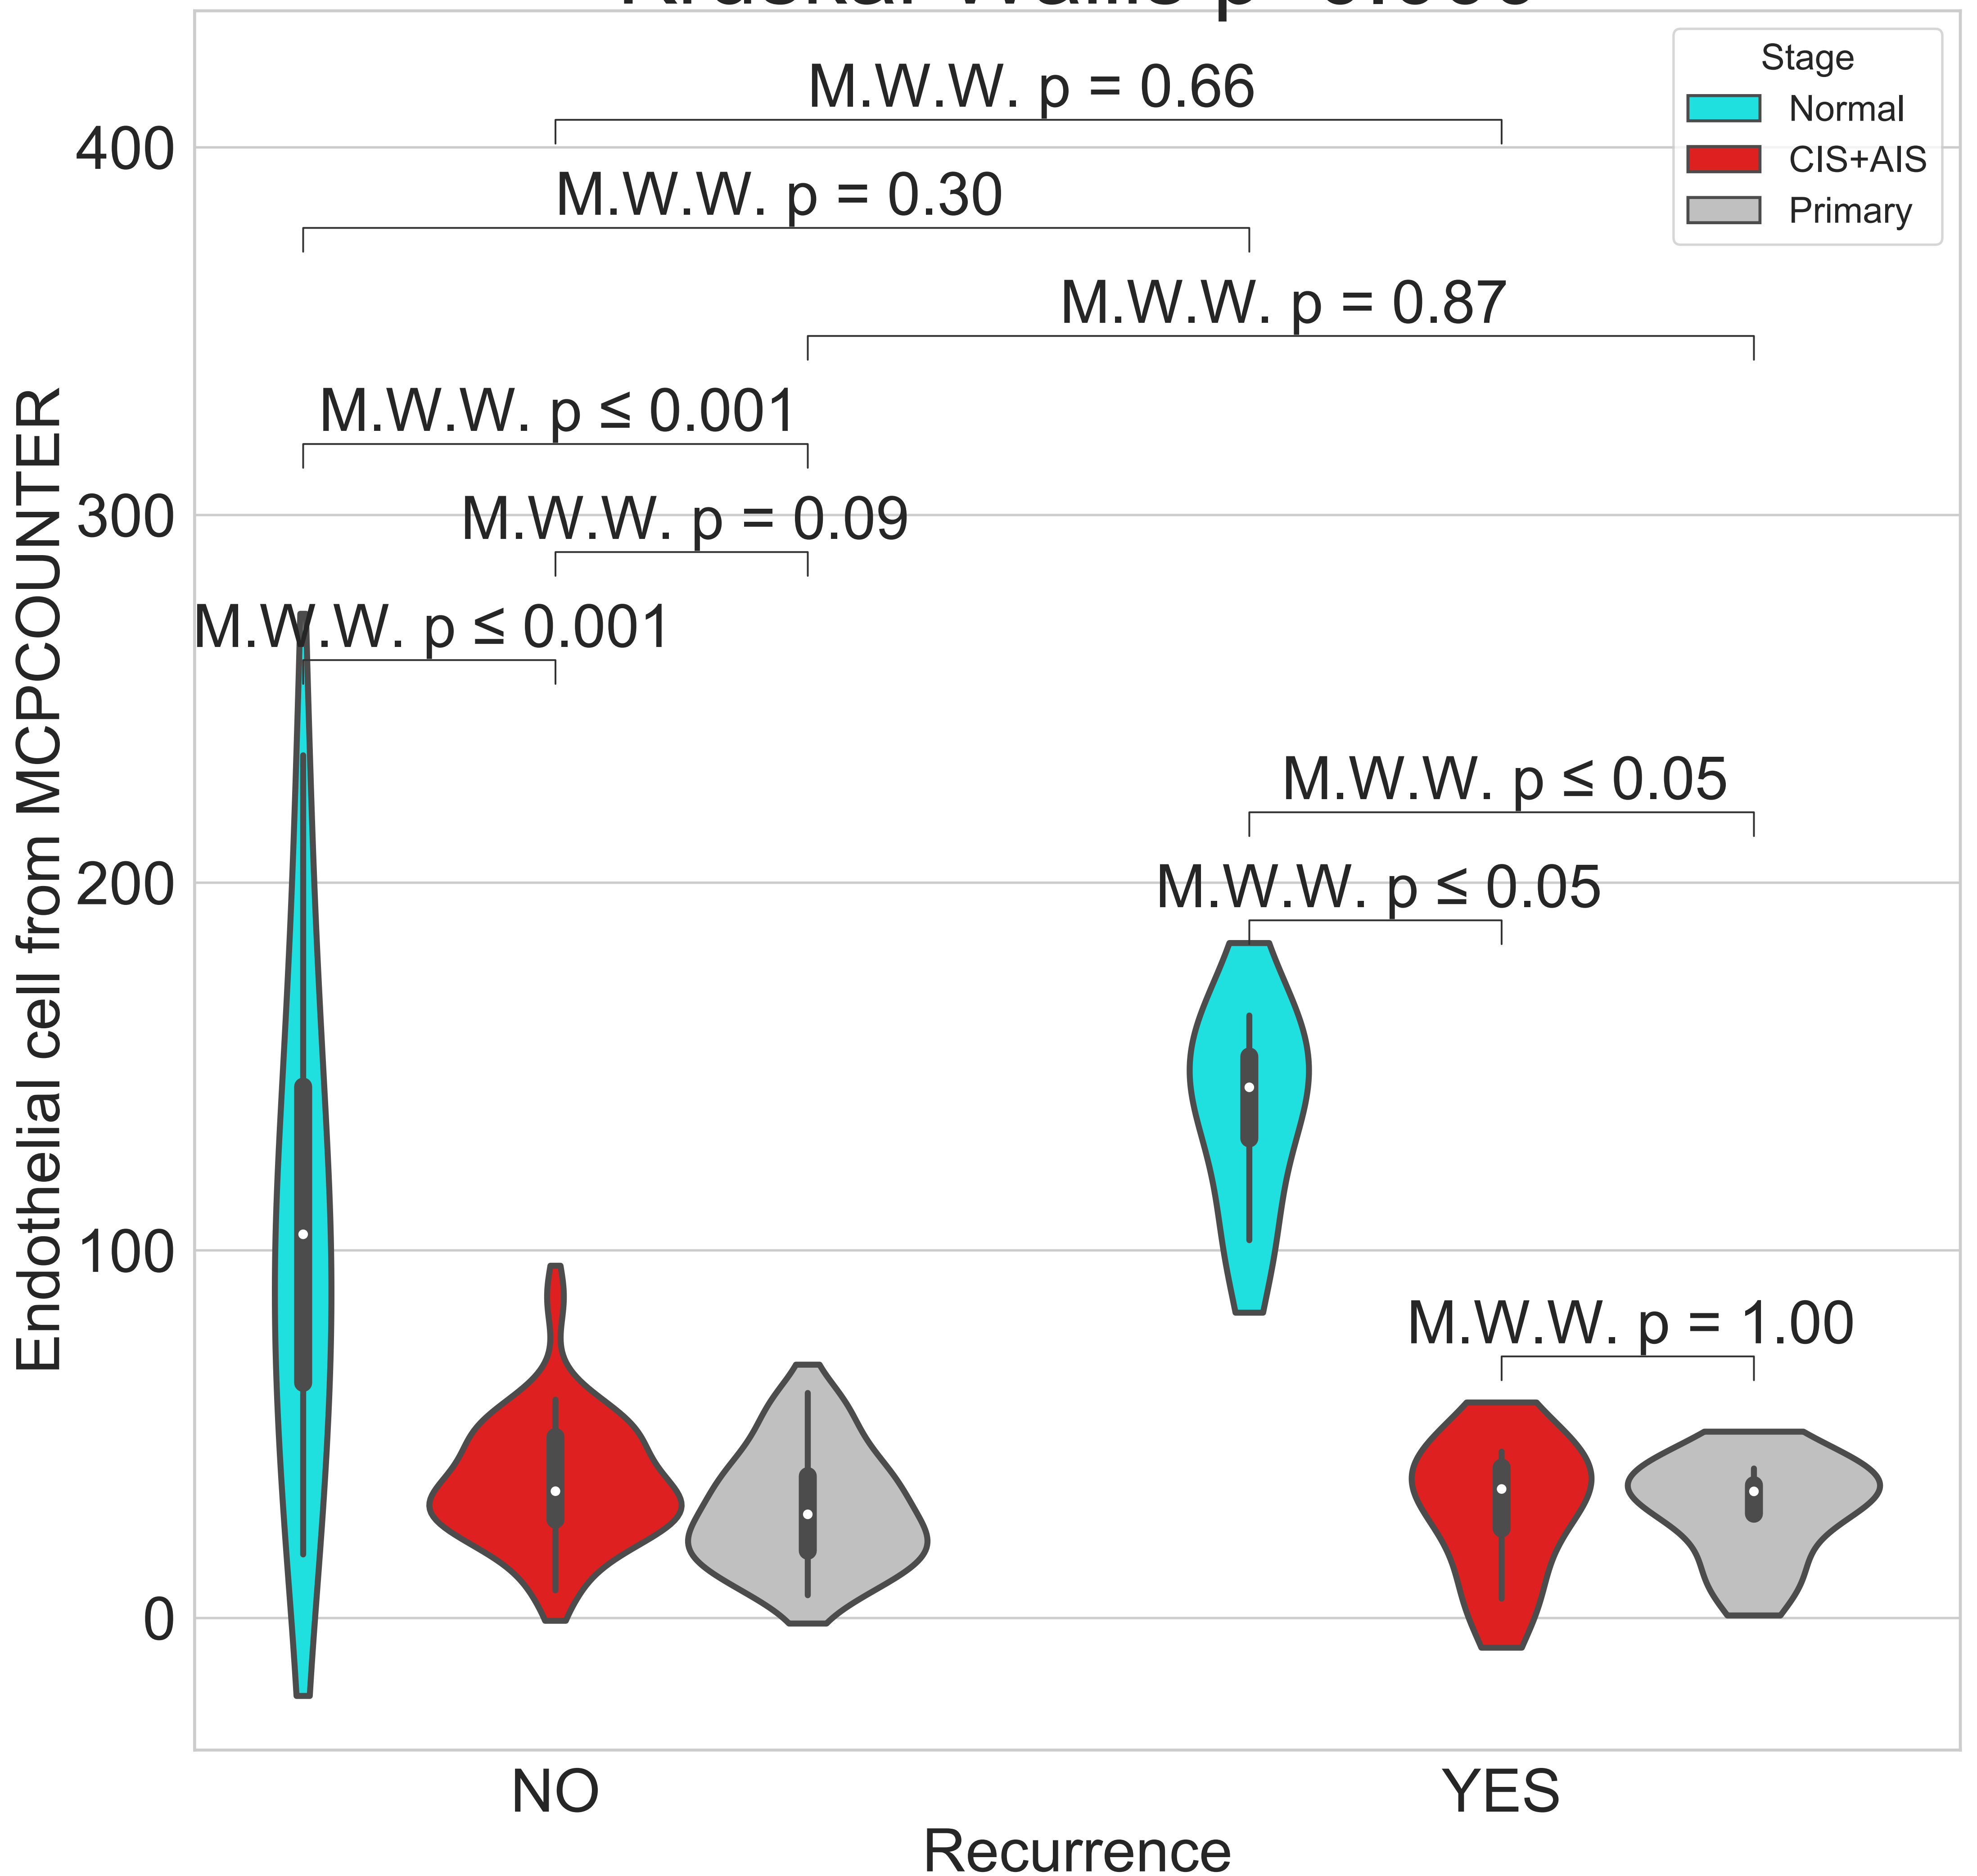 Stage
Normal
CIS+AIS
Primary
M.W.W. p = 0.66
M.W.W. p = 0.30
M.W.W. p = 0.87
M.W.W. p ≤ 0.001
M.W.W. p = 0.09
M.W.W. p ≤ 0.001
M.W.W. p ≤ 0.05
M.W.W. p ≤ 0.05
M.W.W. p = 1.00
Endothelial cell from MCPCOUNTER
400
300
200
100
0
NO
YES
Recurrence